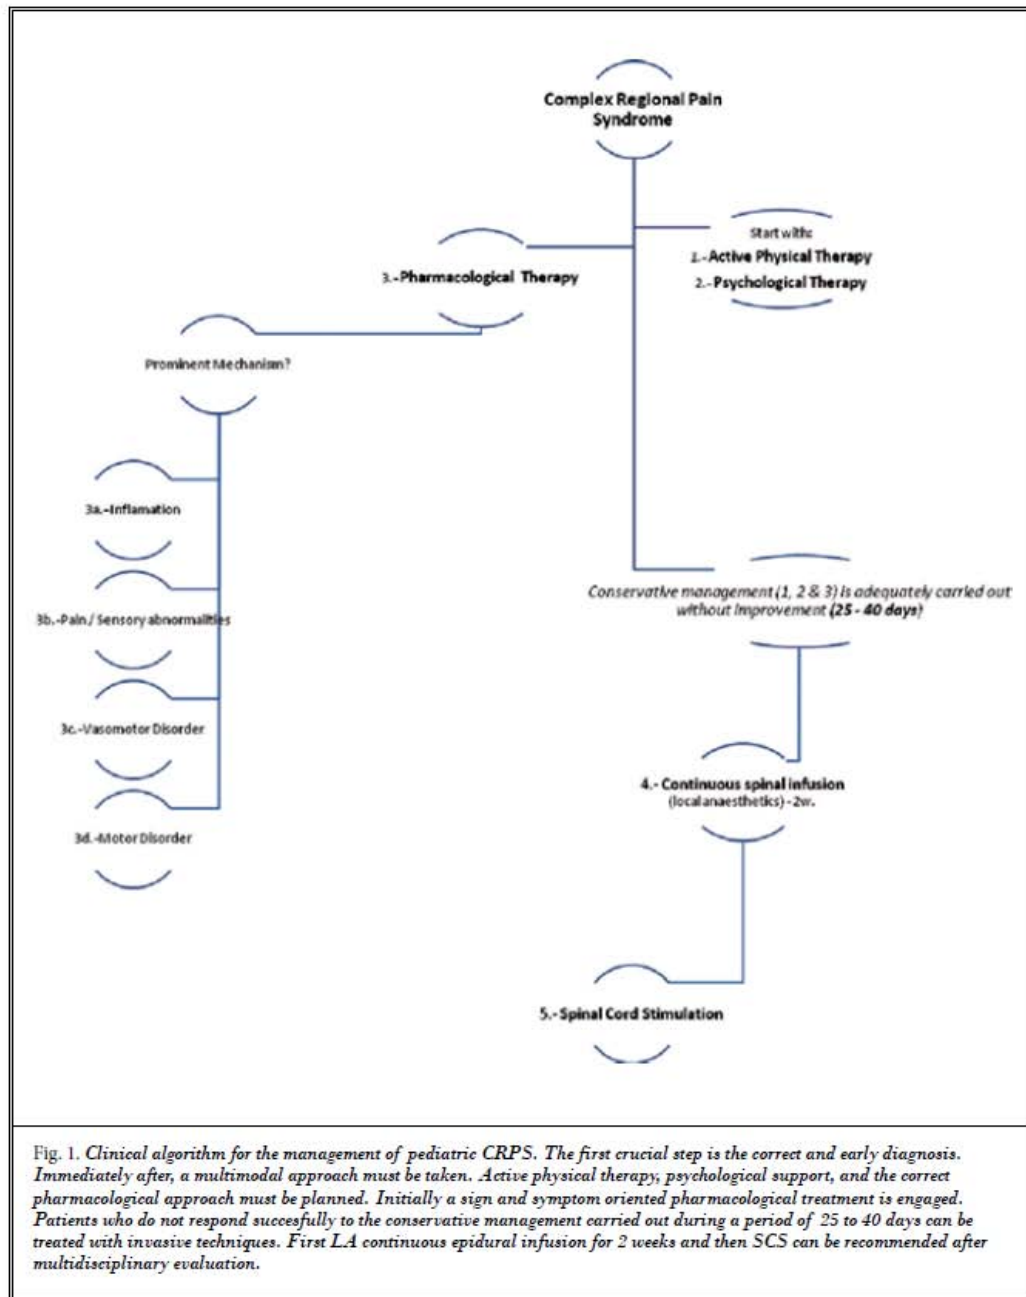 Complex Regional Pain
Syndrome
Start with:
1.-Active Physical Therapy
2.-Psychological Therapy
3.-Pharmacological Therapy
Prominent Mechanism?
3a.-Inflamation
3b.-Pain/ Sensory abnormalities
3c.-Vasomotor Disorder
3d.-Motor Disorder
Conservative management (1, 2 & 3) is adequately carried out
without improvement (25 - 40 days)
4.- Continuous spinal infusion
(local anaesthetics) - 2w.
5.- Spinal Cord Stimulation
Fig. 1. Clinical algorithm for the management of pediatric CRPS. The first crucial step is the correct and early diagnosis.
Immediately after, a multimodal approach must be taken. Active physical therapy, psychological support, and the correct
pharmacological approach must be planned. Initially a sign and symptom oriented pharmacological treatment is engaged.
Patients who do not respond succesfully to the conservative management carried out during a period of 25 to 40 days can be
treated with invasive techniques. First LA continuous epidural infusion for 2 weeks and then SCS can be recommended after
multidisciplinary evaluation.